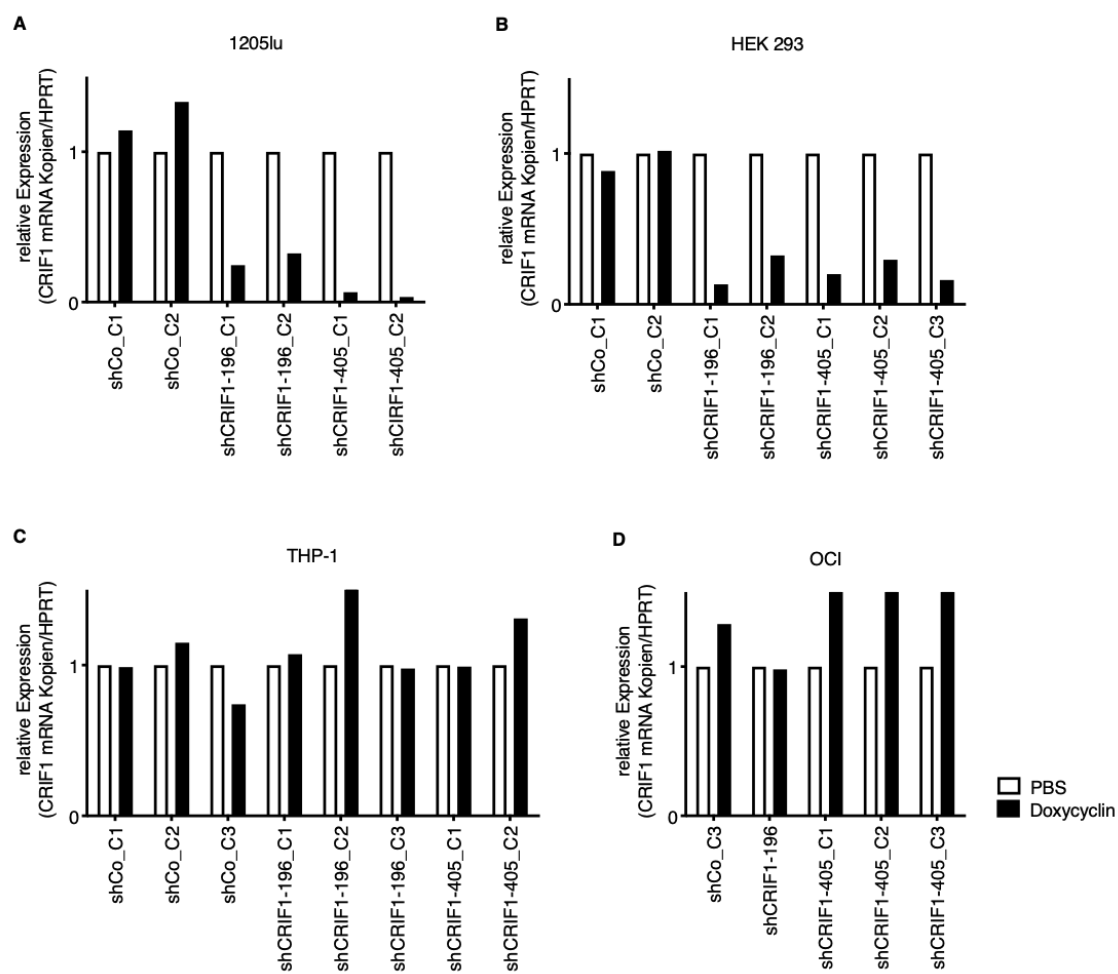 A
1205lu
relative Expression
(CRIF1 mRNA Kopien/HPRT)
1
0
shCo_C1
shCo_C2
shCRIF1-196_C1
shCRIF1-196_C2
shCRIF1-405_C1
shCIRF1-405_C2
B
HEK 293
relative Expression
(CRIF1 mRNA Kopien/HPRT)
1
0
shCo_C1
shCo_C2
shCRIF1-196_C1
shCRIF1-196_C2
shCRIF1-405_C1
shCRIF1-405_C2
shCRIF1-405_C3
C
THP-1
relative Expression
(CRIF1 mRNA Kopien/HPRT)
1
0
shCo_C1
shCo_C2
shCo_C3
shCRIF1-196_C1
shCRIF1-196_C2
shCRIF1-196_C3
shCRIF1-405_C1
shCRIF1-405_C2
D
OCI
relative Expression
(CRIF1 mRNA Kopien/HPRT)
1
0
shCo_C3
shCRIF1-196
shCRIF1-405_C1
shCRIF1-405_C2
shCRIF1-405_C3
PBS
Doxycyclin